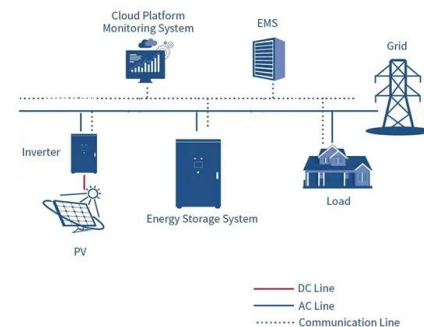 Cloud Platform
Monitoring System
EMS
Grid
Inverter
Energy Storage System
Load
PV
DC Line
AC Line
Communication Line